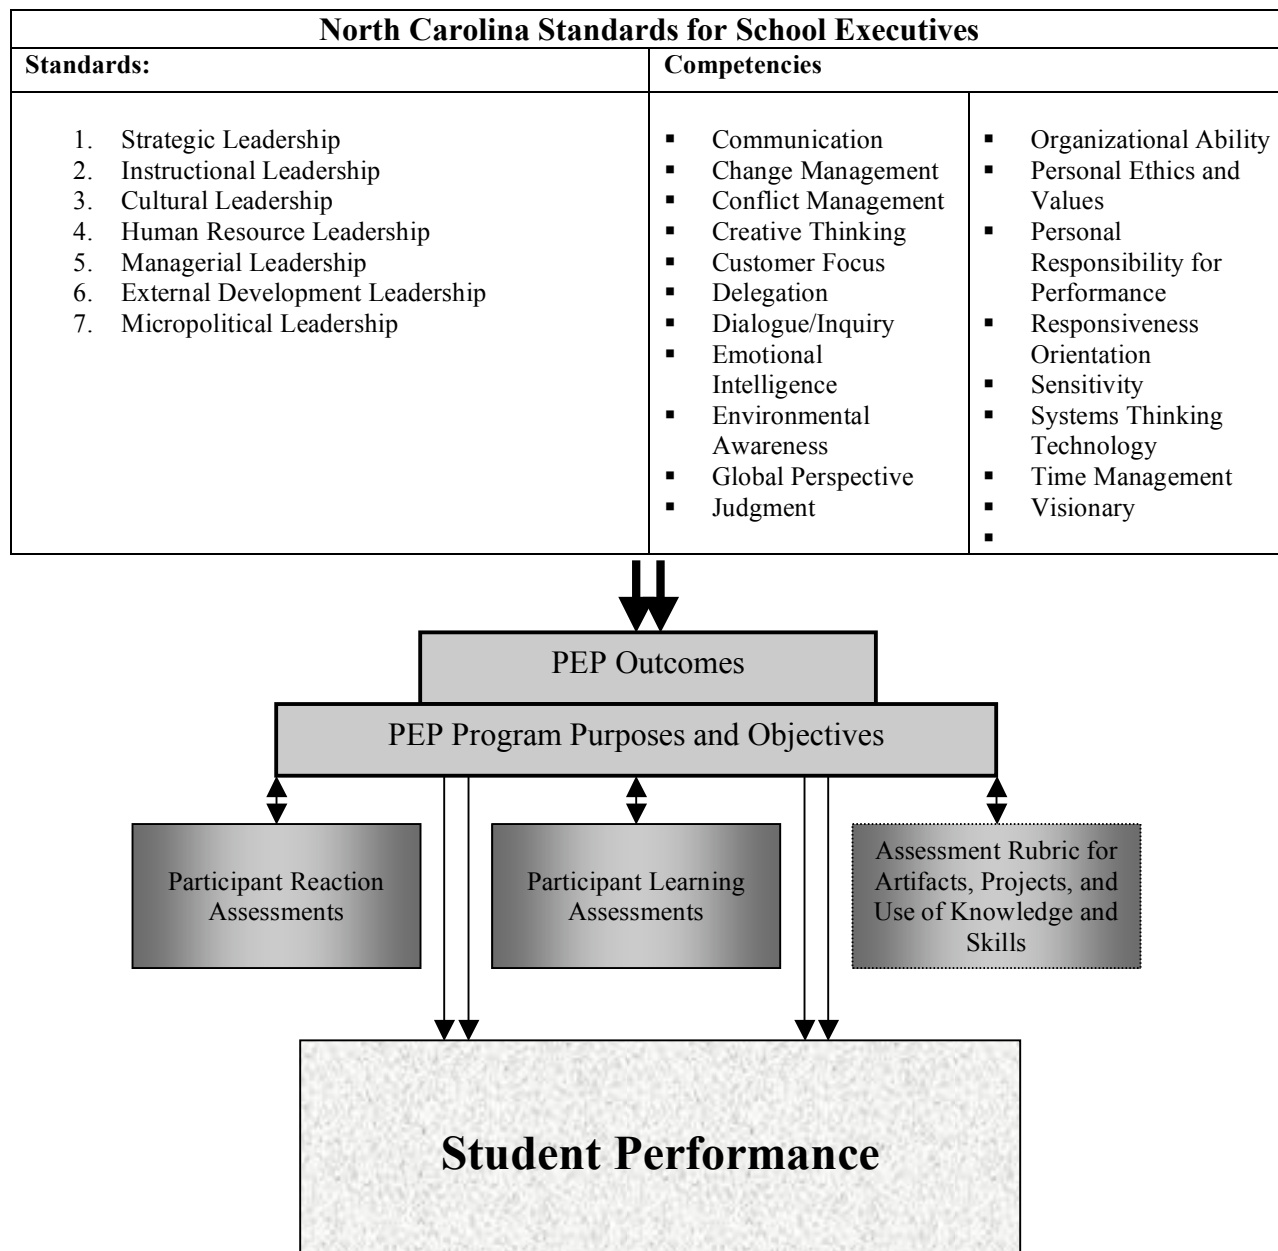 North Carolina Standards for School Executives
Standards:
Competencies
1. Strategic Leadership
2. Instructional Leadership
3. Cultural Leadership
4. Human Resource Leadership
5. Managerial Leadership
6. External Development Leadership
7. Micropolitical Leadership
▪ Communication
▪ Change Management
▪ Conflict Management
▪ Creative Thinking
▪ Customer Focus
▪ Delegation
▪ Dialogue/Inquiry
▪ Emotional
Intelligence
▪ Environmental
Awareness
▪ Global Perspective
▪ Judgment
▪ Organizational Ability
▪ Personal Ethics and
Values
▪ Personal
Responsibility for
Performance
▪ Responsiveness
Orientation
▪ Sensitivity
▪ Systems Thinking
Technology
▪ Time Management
▪ Visionary
▪
PEP Outcomes
PEP Program Purposes and Objectives
Participant Reaction
Assessments
Participant Learning
Assessments
Assessment Rubric for
Artifacts, Projects, and
Use of Knowledge and
Skills
Student Performance